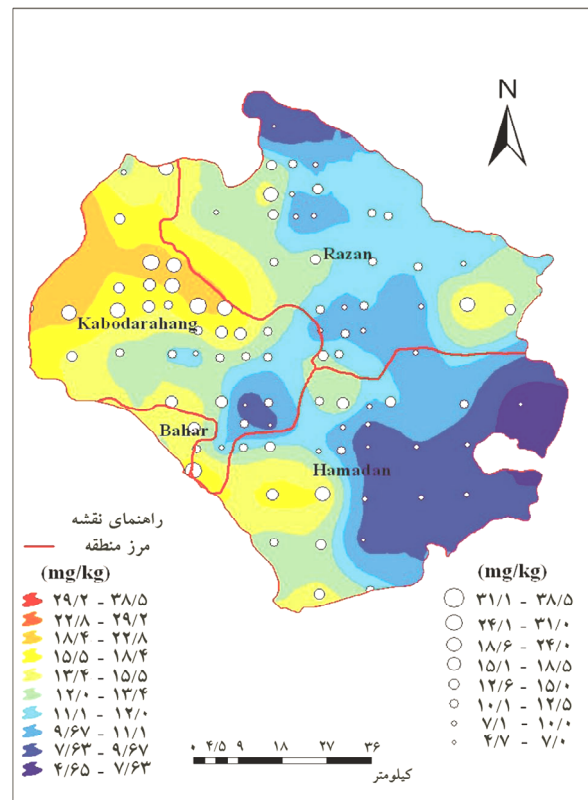 N
Razan
Kabodarahang
Bahar
Hamadan
راهنمای نقشه
مرز منطقه
(mg/kg)
۲۹/۲ - ۳۸/۵
۲۲/۸ - ۲۹/۲
۱۸/۴ - ۲۲/۸
۱۵/۵ - ۱۸/۴
۱۳/۴ - ۱۵/۵
۱۲/۰ - ۱۳/۴
۱۱/۱ - ۱۲/۰
۹/۶۷ - ۱۱/۱
۷/۶۳ - ۹/۶۷
۴/۶۵ - ۷/۶۳
(mg/kg)
۳۱/۱ - ۳۸/۵
۲۴/۱ - ۳۱/۰
۱۸/۶ - ۲۴/۰
۱۵/۱ - ۱۸/۵
۱۲/۶ - ۱۵/۰
۱۰/۱ - ۱۲/۵
۷/۱ - ۱۰/۰
۴/۷ - ۷/۰
۰ ۴/۵ ۹ ۱۸ ۲۷ ۳۶
کیلومتر